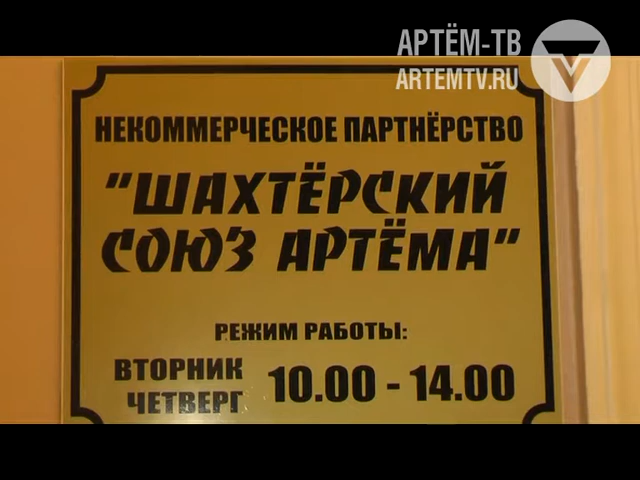 АРТЁМ-ТВ
ARTEMTV.RU
НЕКОММЕРЧЕСКОЕ ПАРТНЁРСТВО
"ШАХТЁРСКИЙ
СОЮЗ АРТЁМА"
РЕЖИМ РАБОТЫ:
ВТОРНИК
ЧЕТВЕРГ
10.00 - 14.00